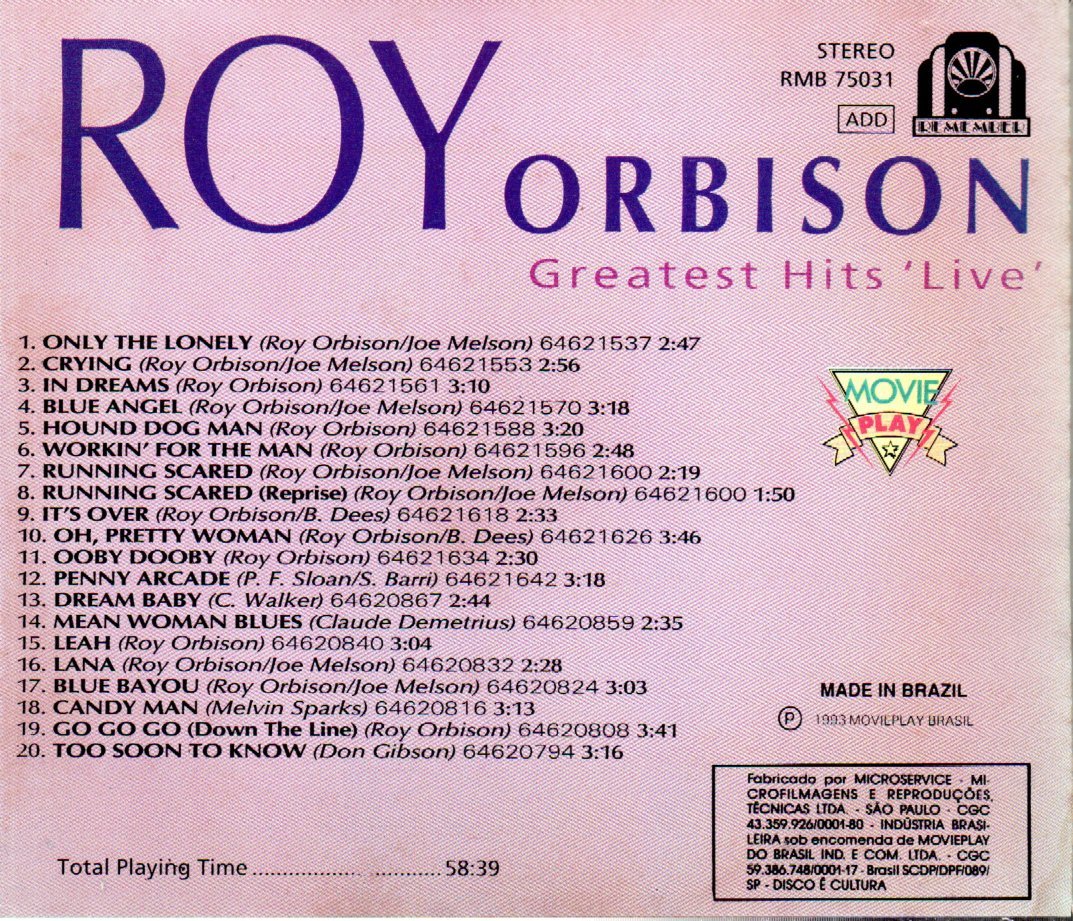 ROY
ORBISON
STEREO
RMB 75031
ADD
REMEMBER
Greatest Hits 'Live'
1. ONLY THE LONELY (Roy Orbison/Joe Melson) 64621537 2:47
2. CRYING (Roy Orbison/Joe Melson) 64621553 2:56
3. IN DREAMS (Roy Orbison) 64621561 3:10
4. BLUE ANGEL (Roy Orbison/Joe Melson) 64621570 3:18
5. HOUND DOG MAN (Roy Orbison) 64621588 3:20
6. WORKIN' FOR THE MAN (Roy Orbison) 64621596 2:48
7. RUNNING SCARED (Roy Orbison/Joe Melson) 64621600 2:19
8. RUNNING SCARED (Reprise) (Roy Orbison/Joe Melson) 64621600 1:50
9. IT'S OVER (Roy Orbison/B. Dees) 64621618 2:33
10. OH, PRETTY WOMAN (Roy Orbison/B. Dees) 64621626 3:46
11. OOBY DOOBY (Roy Orbison) 64621634 2:30
12. PENNY ARCADE (P. F. Sloan/S. Barri) 64621642 3:18
13. DREAM BABY (C. Walker) 64620867 2:44
14. MEAN WOMAN BLUES (Claude Demetrius) 64620859 2:35
15. LEAH (Roy Orbison) 64620840 3:04
16. LANA (Roy Orbison/Joe Melson) 64620832 2:28
17. BLUE BAYOU (Roy Orbison/Joe Melson) 64620824 3:03
18. CANDY MAN (Melvin Sparks) 64620816 3:13
19. GO GO GO (Down The Line) (Roy Orbison) 64620808 3:41
20. TOO SOON TO KNOW (Don Gibson) 64620794 3:16
MOVIE
PLAY
MADE IN BRAZIL
℗ 1993 MOVIEPLAY BRASIL
Fabricado por MICROSERVICE - MI-
CROFILMAGENS E REPRODUÇÕES,
TÉCNICAS LTDA. - SÃO PAULO - CGC
43.359.926/0001-80 - INDÚSTRIA BRASI-
LEIRA sob encomenda de MOVIEPLAY
DO BRASIL IND. E COM. LTDA. - CGC
59.386.748/0001-17 - Brasil SCDP/DPF/089/
SP - DISCO É CULTURA
Total Playing Time .................. ...........58:39